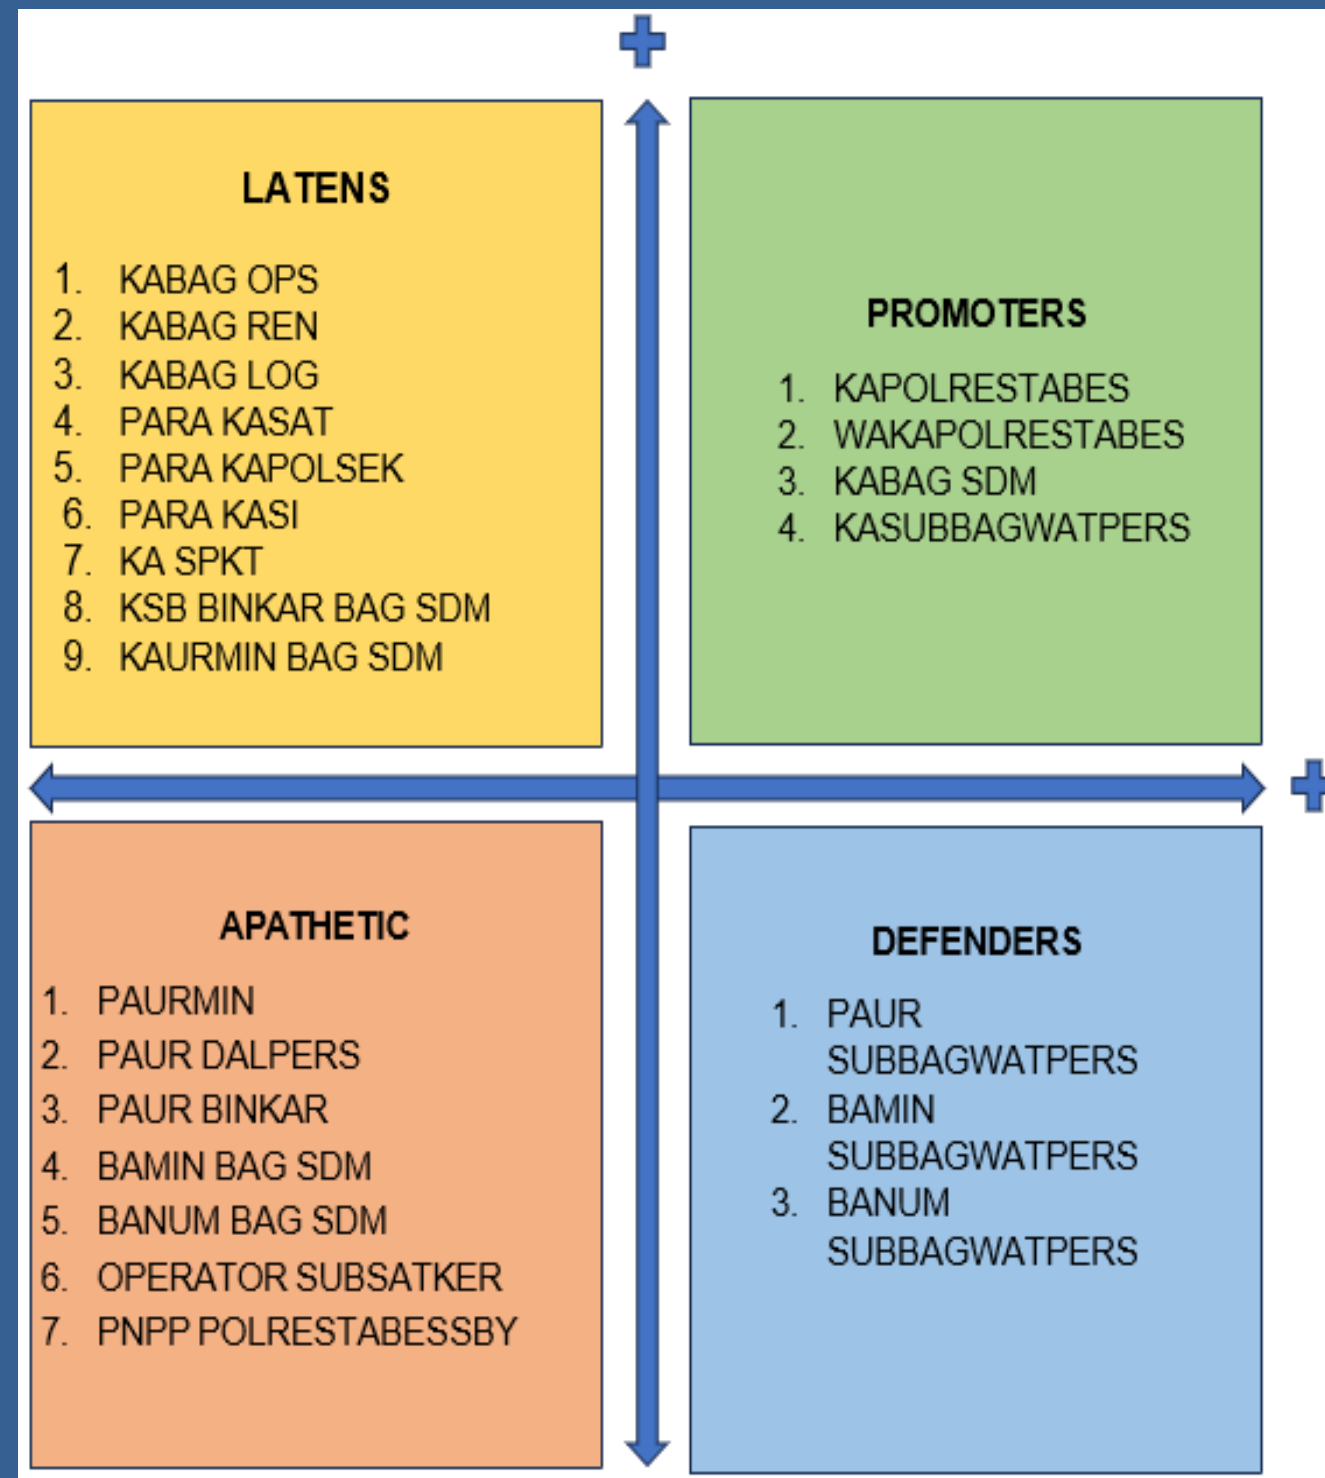 LATENS
1. KABAG OPS
2. KABAG REN
3. KABAG LOG
4. PARA KASAT
5. PARA KAPOLSEK
6. PARA KASI
7. KA SPKT
8. KSB BINKAR BAG SDM
9. KAURMIN BAG SDM
PROMOTERS
1. KAPOLRESTABES
2. WAKAPOLRESTABES
3. KABAG SDM
4. KASUBBAGWATPERS
APATHETIC
1. PAURMIN
2. PAUR DALPERS
3. PAUR BINKAR
4. BAMIN BAG SDM
5. BANUM BAG SDM
6. OPERATOR SUBSATKER
7. PNPP POLRESTABESSBY
DEFENDERS
1. PAUR
SUBBAGWATPERS
2. BAMIN
SUBBAGWATPERS
3. BANUM
SUBBAGWATPERS